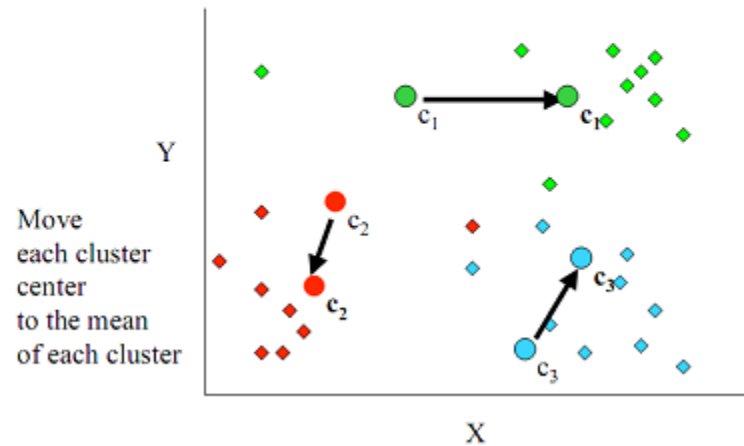 c1
c1
Y
c2
Move
each cluster
center
to the mean
of each cluster
c2
c3
c3
X